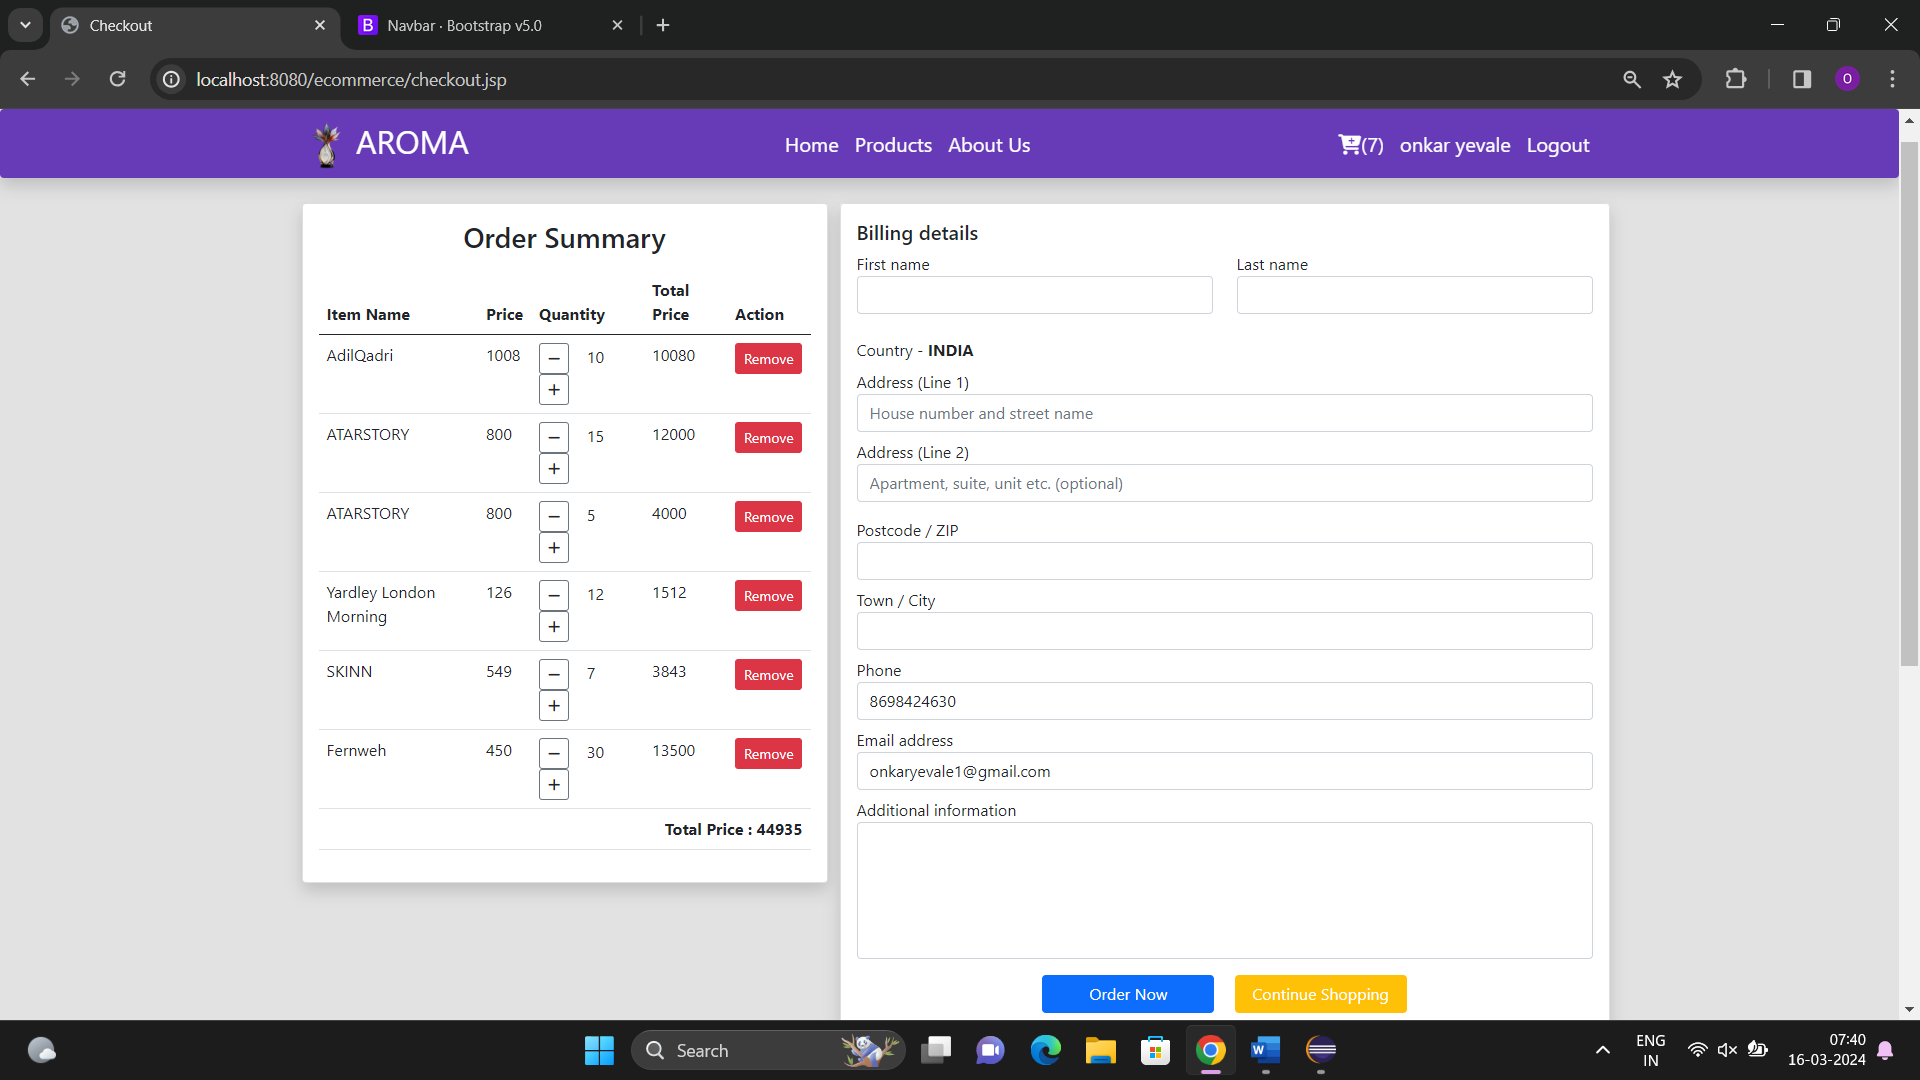 Checkout
Navbar · Bootstrap v5.0
localhost:8080/ecommerce/checkout.jsp
O
AROMA
Home Products About Us
(7) onkar yevale Logout
Order Summary
Item Name Price Quantity Total Price Action
AdilQadri 1008 − 10 10080 Remove
+
ATARSTORY 800 − 15 12000 Remove
+
ATARSTORY 800 − 5 4000 Remove
+
Yardley London Morning 126 − 12 1512 Remove
+
SKINN 549 − 7 3843 Remove
+
Fernweh 450 − 30 13500 Remove
+
Total Price : 44935
Billing details
First name Last name
Country - INDIA
Address (Line 1)
House number and street name
Address (Line 2)
Apartment, suite, unit etc. (optional)
Postcode / ZIP
Town / City
Phone
8698424630
Email address
onkaryevale1@gmail.com
Additional information
Order Now Continue Shopping
Search
ENG
IN
07:40
16-03-2024